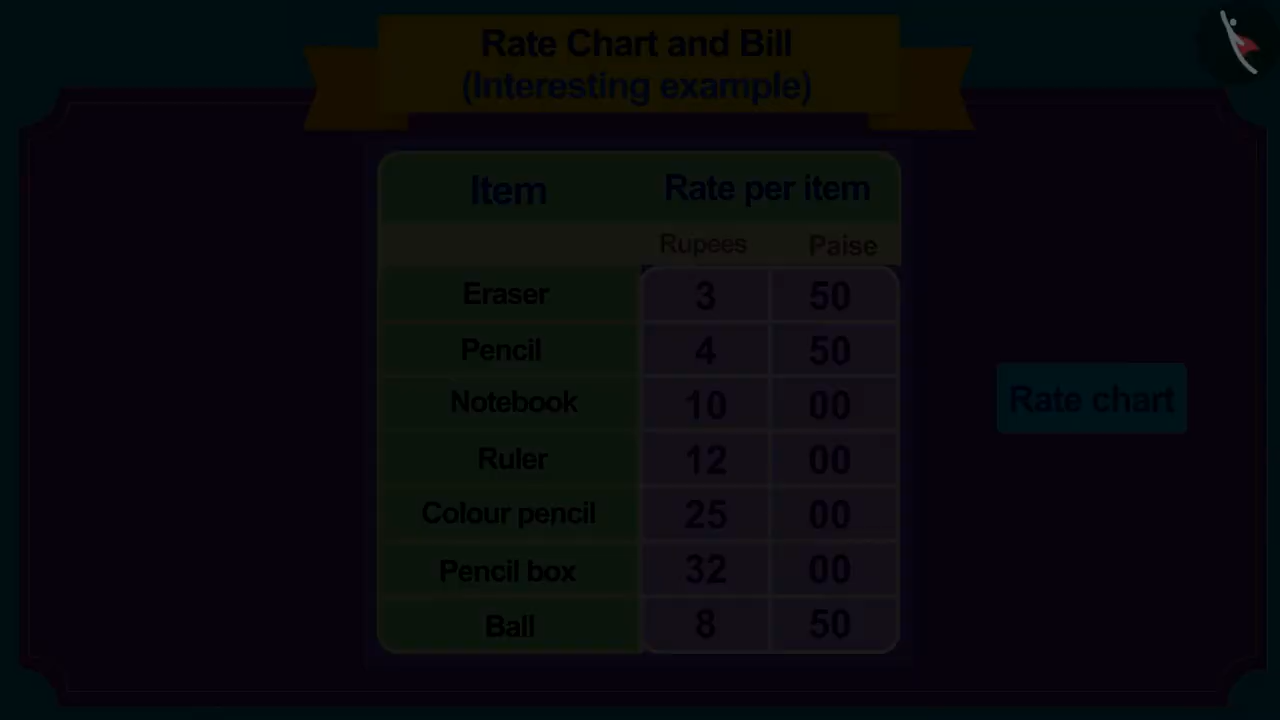 Rate Chart and Bill
(Interesting example)
Item Rate per item
Rupees Paise
Eraser 3 50
Pencil 4 50
Notebook 10 00
Ruler 12 00
Colour pencil 25 00
Pencil box 32 00
Ball 8 50
Rate chart